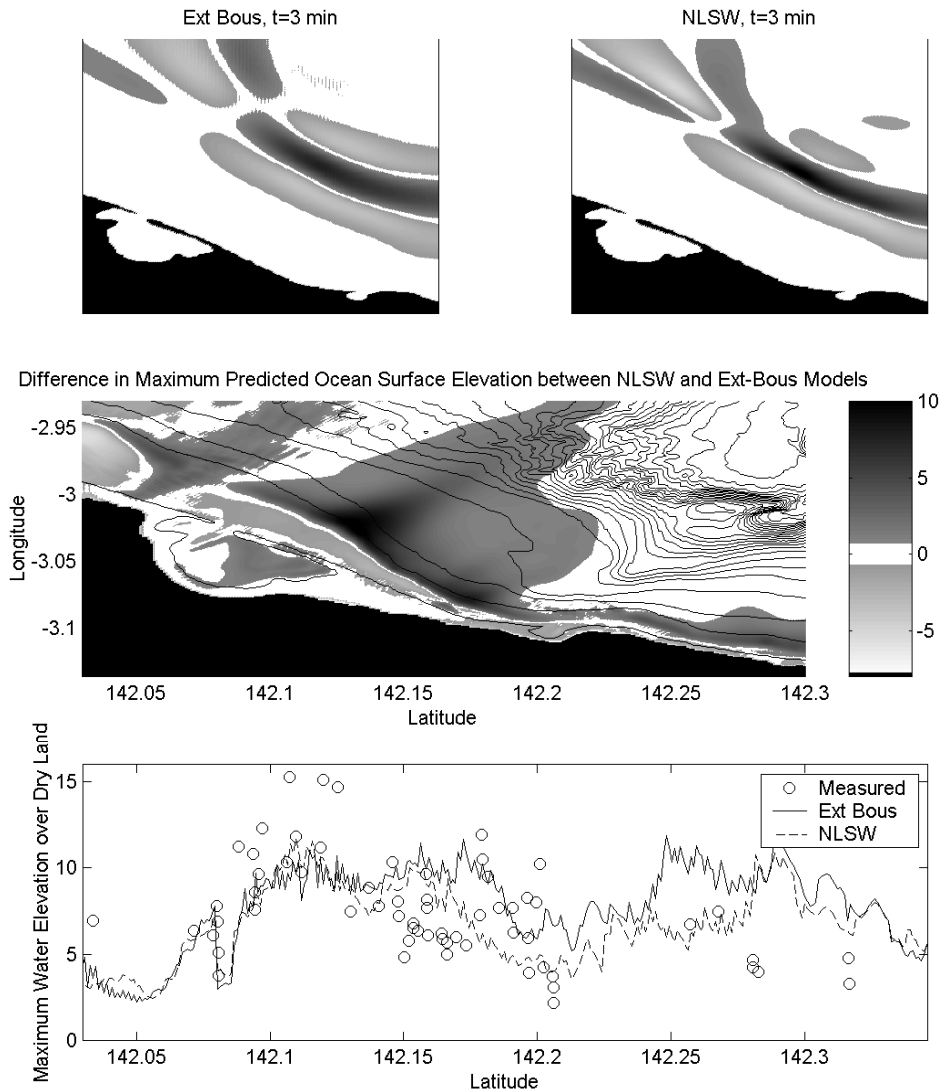 Ext Bous, t=3 min
NLSW, t=3 min
Difference in Maximum Predicted Ocean Surface Elevation between NLSW and Ext-Bous Models
-2.95
-3
-3.05
-3.1
Longitude
142.05 142.1 142.15 142.2 142.25 142.3
Latitude
10
5
0
-5
Maximum Water Elevation over Dry Land
15
10
5
0
Measured
Ext Bous
NLSW
142.05 142.1 142.15 142.2 142.25 142.3
Latitude